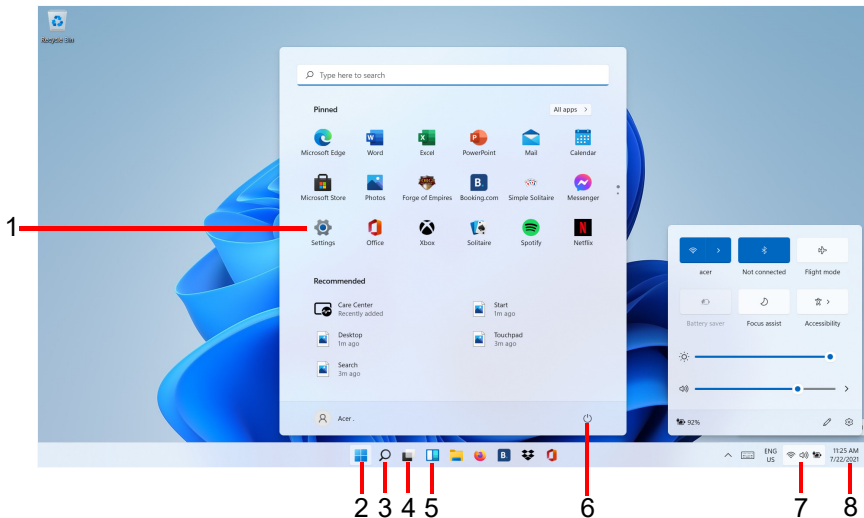 Recycle Bin
Type here to search
Pinned
All apps >
Microsoft Edge
Word
Excel
PowerPoint
Mail
Calendar
Microsoft Store
Photos
Forge of Empires
Booking.com
Simple Solitaire
Messenger
Settings
Office
Xbox
Solitaire
Spotify
Netflix
Recommended
Care Center
Recently added
Start
1m ago
Desktop
1m ago
Touchpad
3m ago
Search
3m ago
Acer .
acer
Not connected
Flight mode
Battery saver
Focus assist
Accessibility
92%
ENG
US
11:25 AM
7/22/2021
1
2
3
4
5
6
7
8